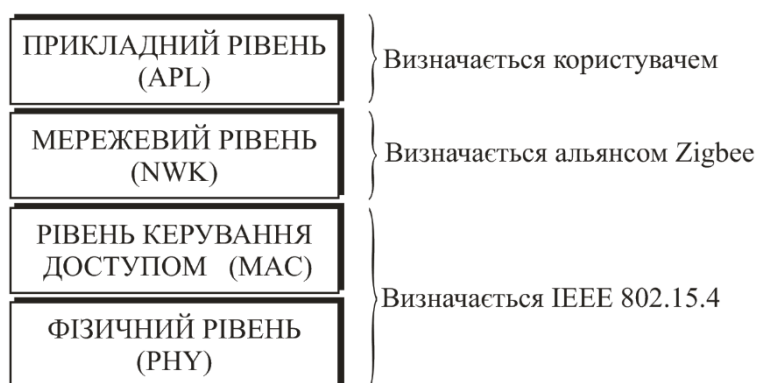 ПРИКЛАДНИЙ РІВЕНЬ
(APL)
Визначається користувачем
МЕРЕЖЕВИЙ РІВЕНЬ
(NWK)
Визначається альянсом Zigbee
РІВЕНЬ КЕРУВАННЯ
ДОСТУПОМ (MAC)
ФІЗИЧНИЙ РІВЕНЬ
(PHY)
Визначається IEEE 802.15.4